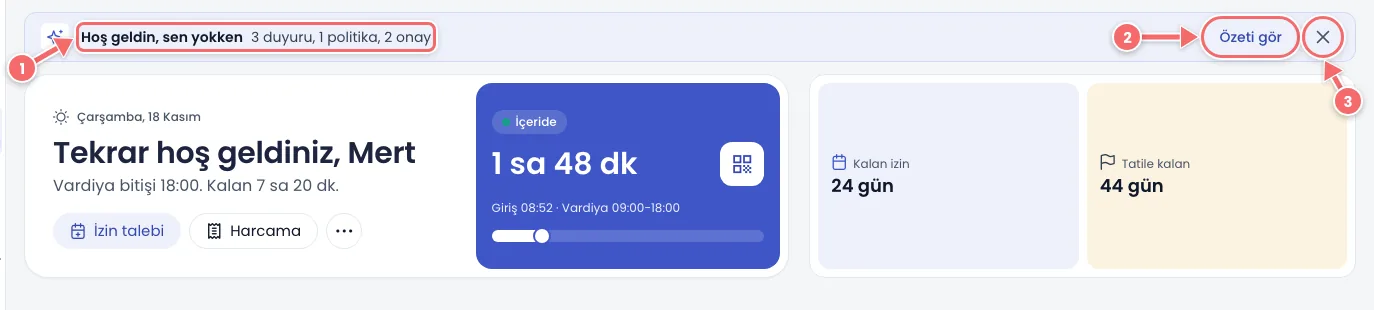 Hoş geldin, sen yokken 3 duyuru, 1 politika, 2 onay
1
2
Özeti gör
3
Çarşamba, 18 Kasım
Tekrar hoş geldiniz, Mert
Vardiya bitişi 18:00. Kalan 7 sa 20 dk.
İzin talebi
Harcama
İçeride
1 sa 48 dk
Giriş 08:52 · Vardiya 09:00-18:00
Kalan izin
24 gün
Tatile kalan
44 gün